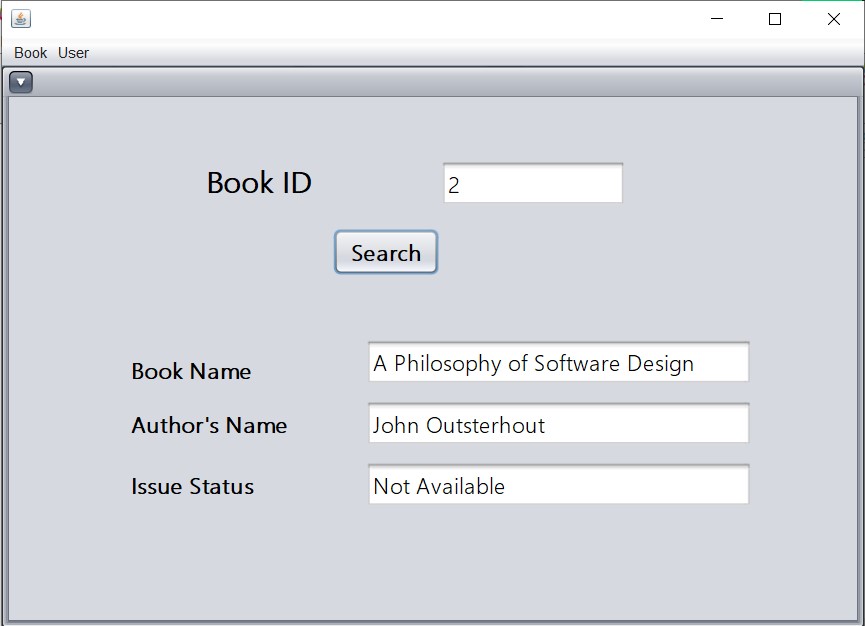 Book User
Book ID 2
Search
Book Name A Philosophy of Software Design
Author's Name John Outsterhout
Issue Status Not Available